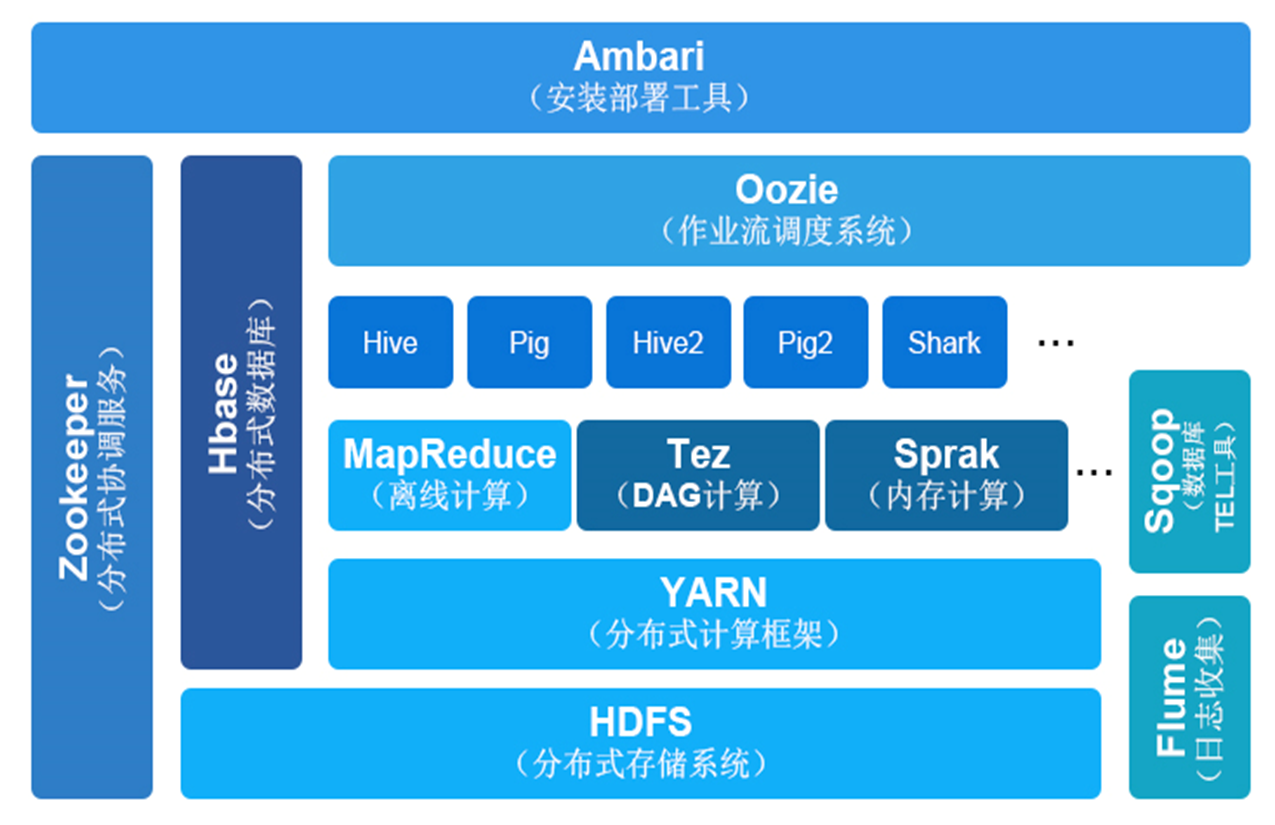 Ambari
（安装部署工具）
Zookeeper
（分布式协调服务）
Hbase
（分布式数据库）
Oozie
（作业流调度系统）
Hive
Pig
Hive2
Pig2
Shark
...
MapReduce
（离线计算）
Tez
（DAG计算）
Sprak
（内存计算）
...
Sqoop
（数据库
TEL工具）
YARN
（分布式计算框架）
Flume
（日志收集）
HDFS
（分布式存储系统）